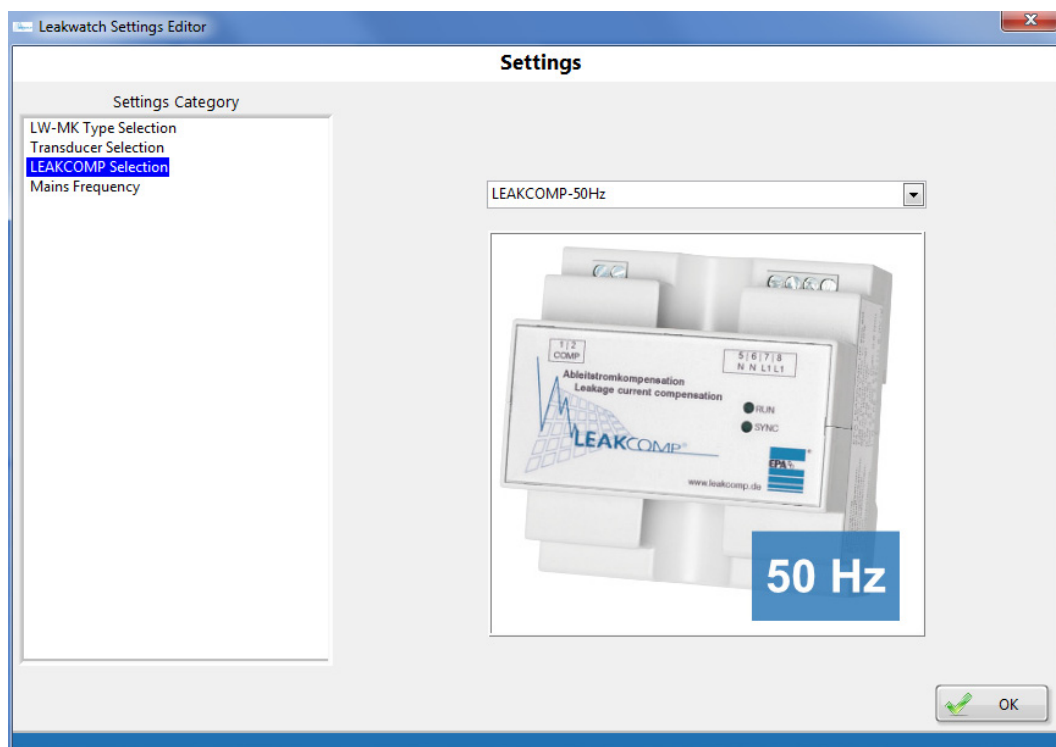 Leakwatch Settings Editor
Settings
Settings Category
LW-MK Type Selection
Transducer Selection
LEAKCOMP Selection
Mains Frequency
LEAKCOMP-50Hz
1|2
COMP
5|6|7|8
N N L1 L1
Ableitstromkompensation
Leakage current compensation
RUN
SYNC
LEAKCOMP®
EPA
www.leakcomp.de
50 Hz
OK